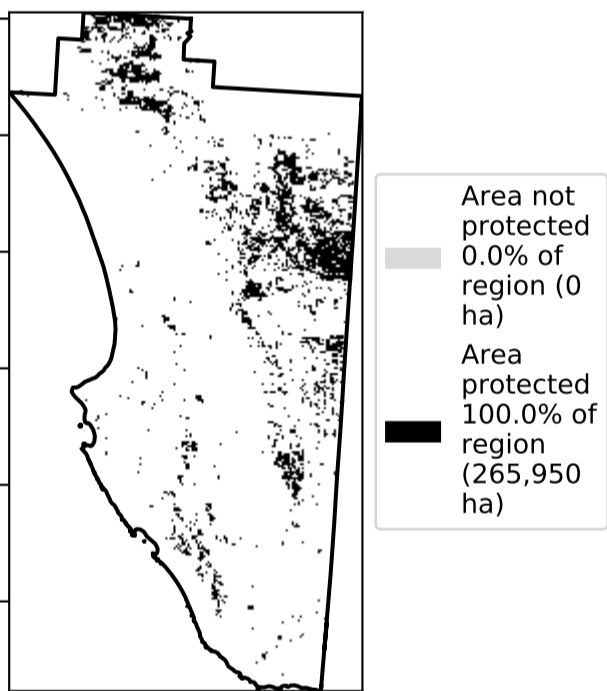 Area not
protected
0.0% of
region (0
ha)
Area
protected
100.0% of
region
(265,950
ha)